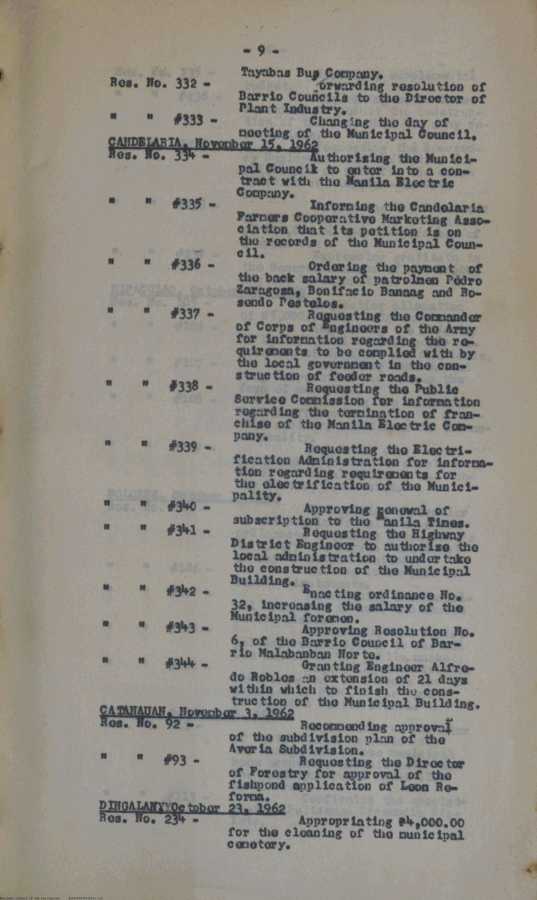 - 9 -
Tayabas Bus Company.
Res. No. 332 - Forwarding resolution of
Barrio Councils to the Director of
Plant Industry.
" " #333 - Changing the day of
meeting of the Municipal Council.
CANDELARIA, November 15, 1962
Res. No. 334 - Authorizing the Munici-
pal Council to enter into a con-
tract with the Manila Electric
Company.
" " #335 - Informing the Candelaria
Farmers Cooperative Marketing Asso-
ciation that its petition is on
the records of the Municipal Coun-
cil.
" " #336 - Ordering the payment of
the back salary of patrolmen Pedro
Zaragosa, Bonifacio Banaag and Ro-
sendo Pestelos.
" " #337 - Requesting the Commander
of Corps of Engineers of the Army
for information regarding the re-
quirements to be complied with by
the local government in the con-
struction of feeder roads.
" " #338 - Requesting the Public
Service Commission for information
regarding the termination of fran-
chise of the Manila Electric Com-
pany.
" " #339 - Requesting the Electri-
fication Administration for informa-
tion regarding requirements for
the electrification of the Munici-
pality.
" " #340 - Approving renewal of
subscription to the Manila Times.
" " #341 - Requesting the Highway
District Engineer to authorize the
local administration to undertake
the construction of the Municipal
Building.
" " #342 - Enacting ordinance No.
32, increasing the salary of the
Municipal foremen.
" " #343 - Approving Resolution No.
6, of the Barrio Council of Bar-
rio Malabanban Norte.
" " #344 - Granting Engineer Alfre-
do Robles an extension of 21 days
within which to finish the cons-
truction of the Municipal Building.
CATANAUAN, November 3, 1962
Res. No. 92 - Recommending approval
of the subdivision plan of the
Averia Subdivision.
" " #93 - Requesting the Director
of Forestry for approval of the
fishpond application of Leon Re-
forma.
DINGALAN, October 23, 1962
Res. No. 234 - Appropriating ₱4,000.00
for the cleaning of the municipal
cemetery.